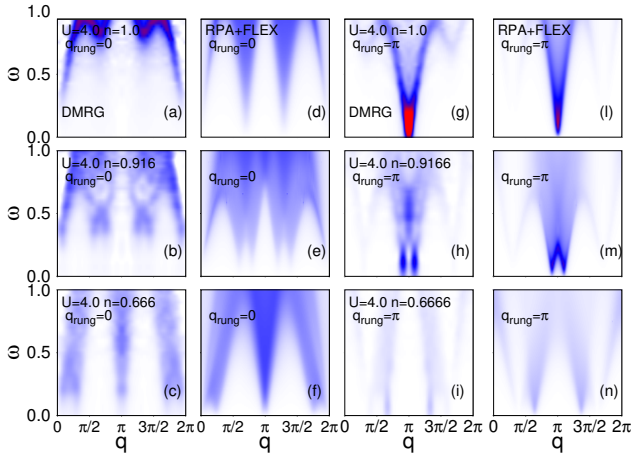 1.0
0.5
0.0
ω
U=4.0 n=1.0
q_rung=0
DMRG
(a)
RPA+FLEX
q_rung=0
(d)
U=4.0 n=1.0
q_rung=π
DMRG
(g)
RPA+FLEX
q_rung=π
(l)
1.0
0.5
0.0
ω
U=4.0 n=0.916
q_rung=0
(b)
q_rung=0
(e)
U=4.0 n=0.9166
q_rung=π
(h)
q_rung=π
(m)
1.0
0.5
0.0
ω
U=4.0 n=0.666
q_rung=0
(c)
q_rung=0
(f)
U=4.0 n=0.6666
q_rung=π
(i)
q_rung=π
(n)
0 π/2 π 3π/2 2π
q
0 π/2 π 3π/2 2π
q
0 π/2 π 3π/2 2π
q
0 π/2 π 3π/2 2π
q